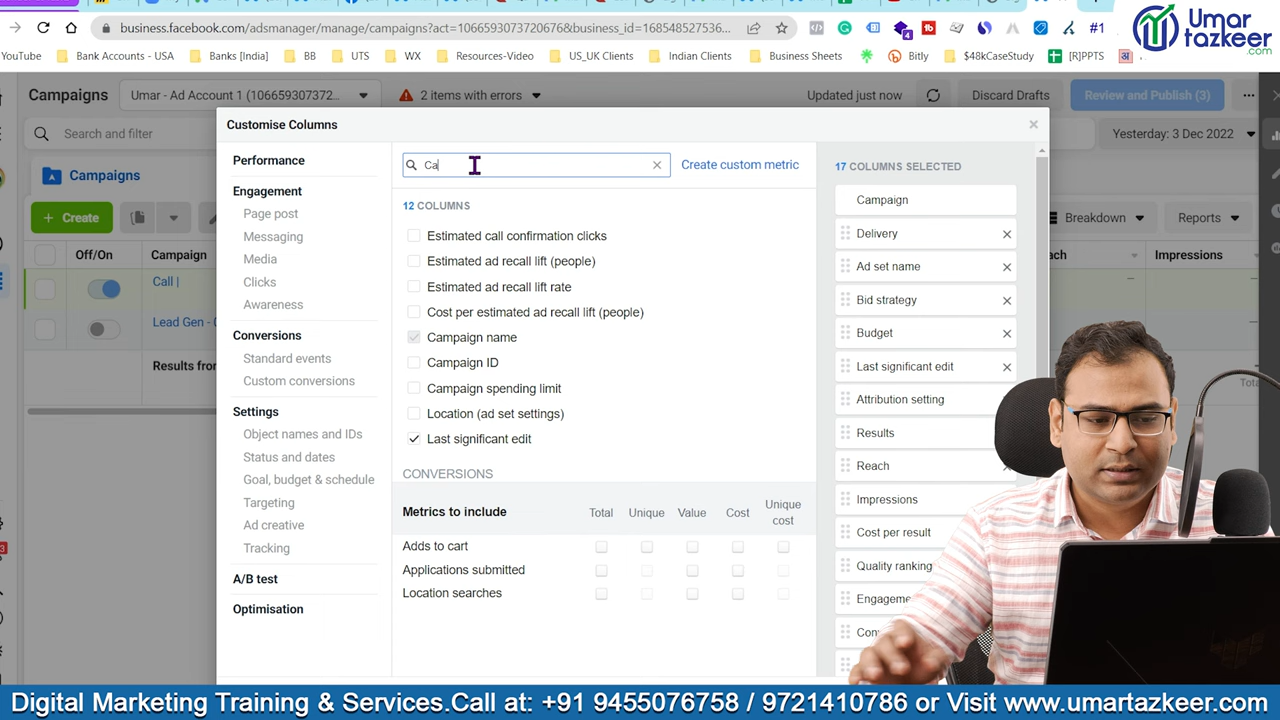 business.facebook.com/adsmanager/manage/campaigns?act=106659307372067​6&business_id=168548527536...
#1
Umar
tazkeer
.com
YouTube
Bank Accounts - USA
Banks [India]
BB
UTS
WX
Resources-Video
US_UK Clients
Indian Clients
Business Sheets
Bitly
$48kCaseStudy
[R]PPTS
Campaigns
Umar - Ad Account 1 (10665930737​2...
2 items with errors
Updated just now
Discard Drafts
Review and Publish (3)
Search and filter
Yesterday: 3 Dec 2022
Campaigns
+ Create
Breakdown
Reports
Off/On
Campaign
ach
Impressions
Call |
Lead Gen -
Results from
Customise Columns
Performance
Engagement
Page post
Messaging
Media
Clicks
Awareness
Conversions
Standard events
Custom conversions
Settings
Object names and IDs
Status and dates
Goal, budget & schedule
Targeting
Ad creative
Tracking
A/B test
Optimisation
Ca
Create custom metric
12 COLUMNS
Estimated call confirmation clicks
Estimated ad recall lift (people)
Estimated ad recall lift rate
Cost per estimated ad recall lift (people)
Campaign name
Campaign ID
Campaign spending limit
Location (ad set settings)
Last significant edit
CONVERSIONS
Metrics to include Total Unique Value Cost Unique cost
Adds to cart
Applications submitted
Location searches
17 COLUMNS SELECTED
Campaign
Delivery
Ad set name
Bid strategy
Budget
Last significant edit
Attribution setting
Results
Reach
Impressions
Cost per result
Quality ranking
Engageme
Con
Digital Marketing Training & Services.Call at: +91 9455076758 / 9721410786 or Visit www.umartazkeer.com